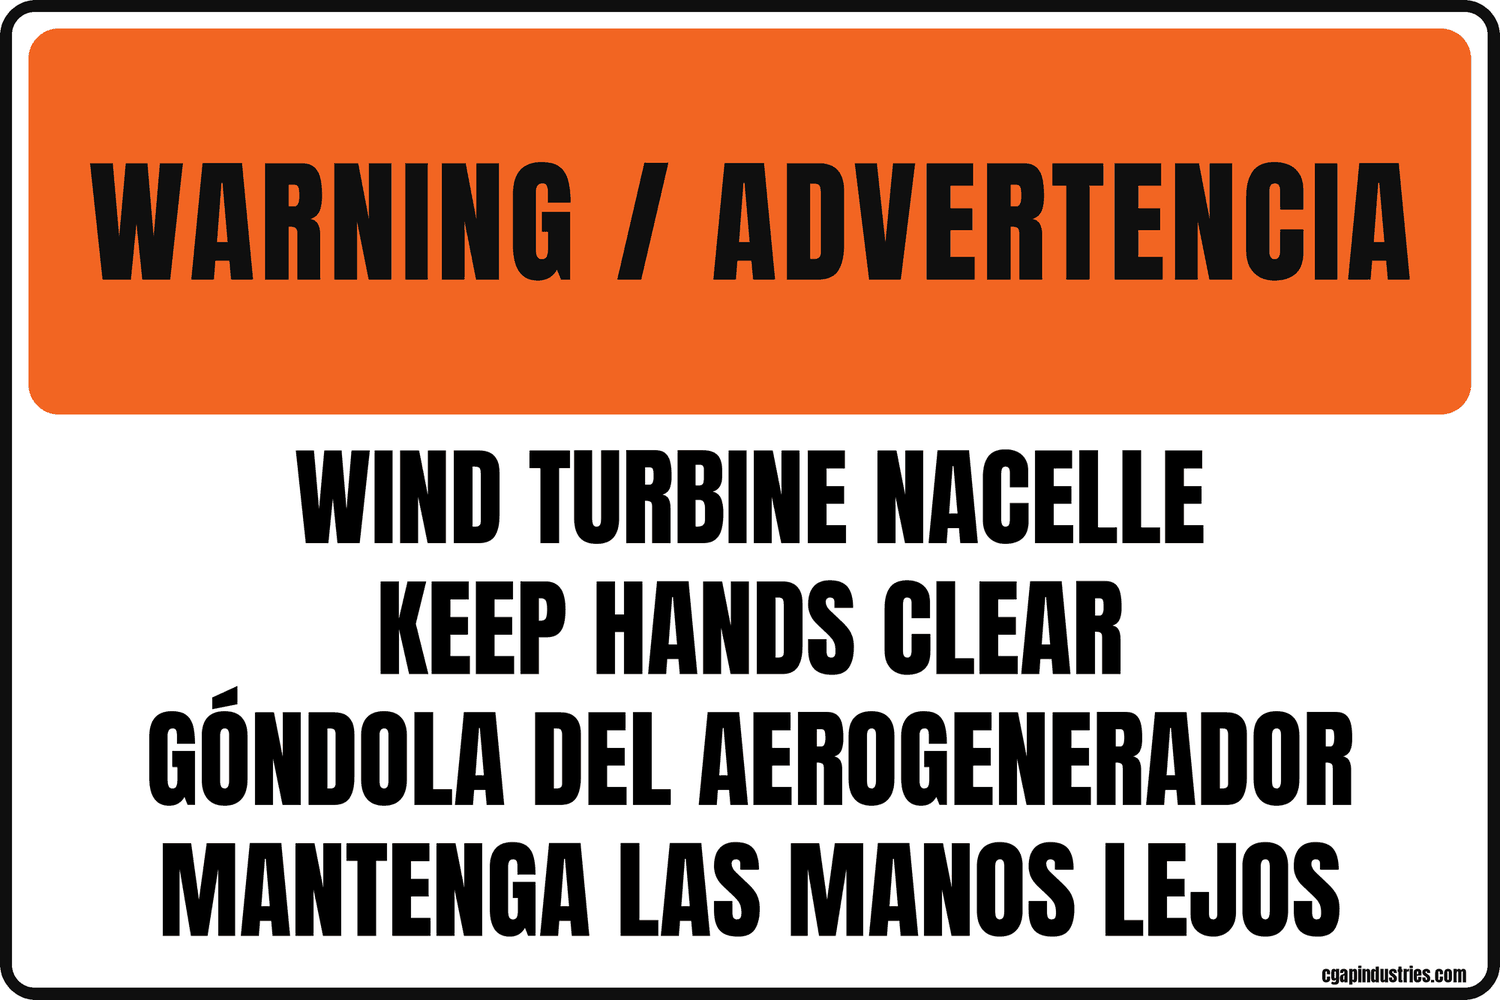 WARNING / ADVERTENCIA
WIND TURBINE NACELLE
KEEP HANDS CLEAR
GÓNDOLA DEL AEROGENERADOR
MANTENGA LAS MANOS LEJOS
cgapindustries.com